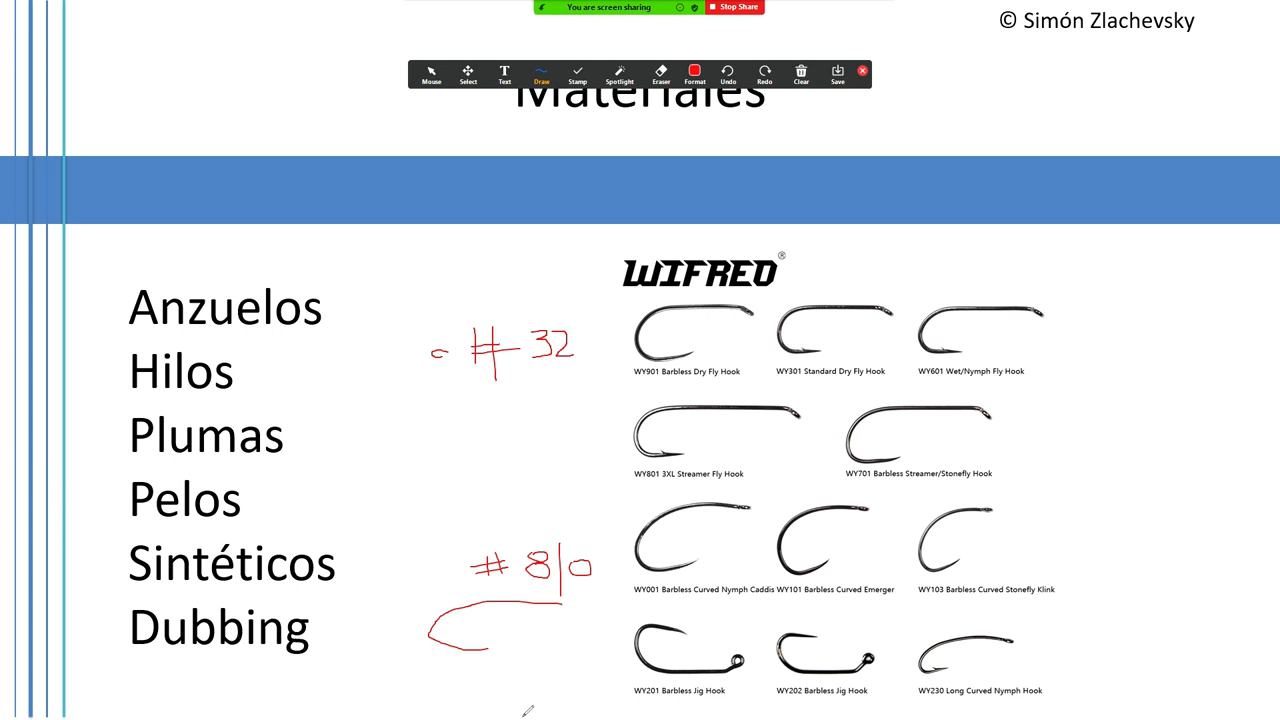 You are screen sharing Stop Share
© Simón Zlachevsky
Mouse Select Text Draw Stamp Spotlight Eraser Format Undo Redo Clear Save
Materiales
Anzuelos
Hilos
Plumas
Pelos
Sintéticos
Dubbing
# 32
# 8/0
WIFREO®
WY901 Barbless Dry Fly Hook
WY301 Standard Dry Fly Hook
WY601 Wet/Nymph Fly Hook
WY801 3XL Streamer Fly Hook
WY701 Barbless Streamer/Stonefly Hook
WY001 Barbless Curved Nymph Caddis
WY101 Barbless Curved Emerger
WY103 Barbless Curved Stonefly Klink
WY201 Barbless Jig Hook
WY202 Barbless Jig Hook
WY230 Long Curved Nymph Hook